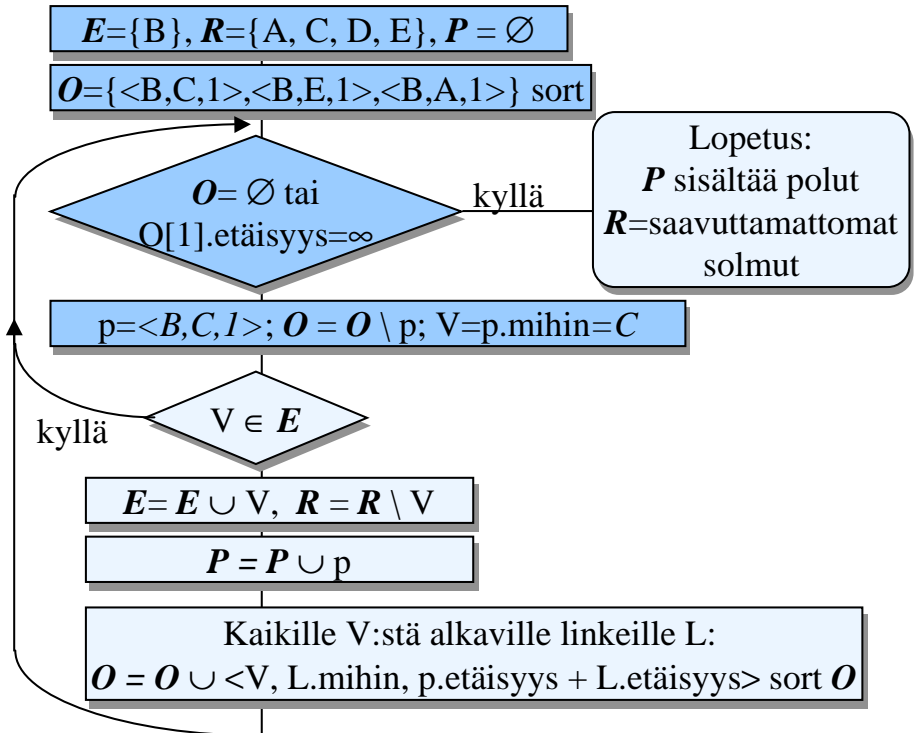 E={B}, R={A, C, D, E}, P = ∅
O={<B,C,1>,<B,E,1>,<B,A,1>} sort
O= ∅ tai
O[1].etäisyys=∞
kyllä
Lopetus:
P sisältää polut
R=saavuttamattomat
solmut
p=<B,C,1>; O = O \ p; V=p.mihin=C
V ∈ E
kyllä
E= E ∪ V, R = R \ V
P = P ∪ p
Kaikille V:stä alkaville linkeille L:
O = O ∪ <V, L.mihin, p.etäisyys + L.etäisyys> sort O